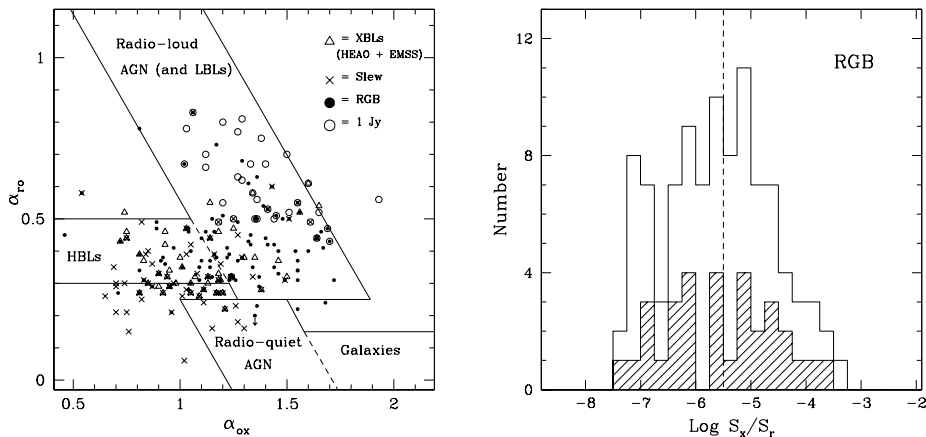 1
0.5
0
α_ro
0.5
1
1.5
2
α_ox
Radio-loud
AGN (and LBLs)
= XBLs
(HEAO + EMSS)
= Slew
= RGB
= 1 Jy
HBLs
Radio-quiet
AGN
Galaxies
12
8
4
0
Number
RGB
-8
-7
-6
-5
-4
-3
-2
Log S_x/S_r